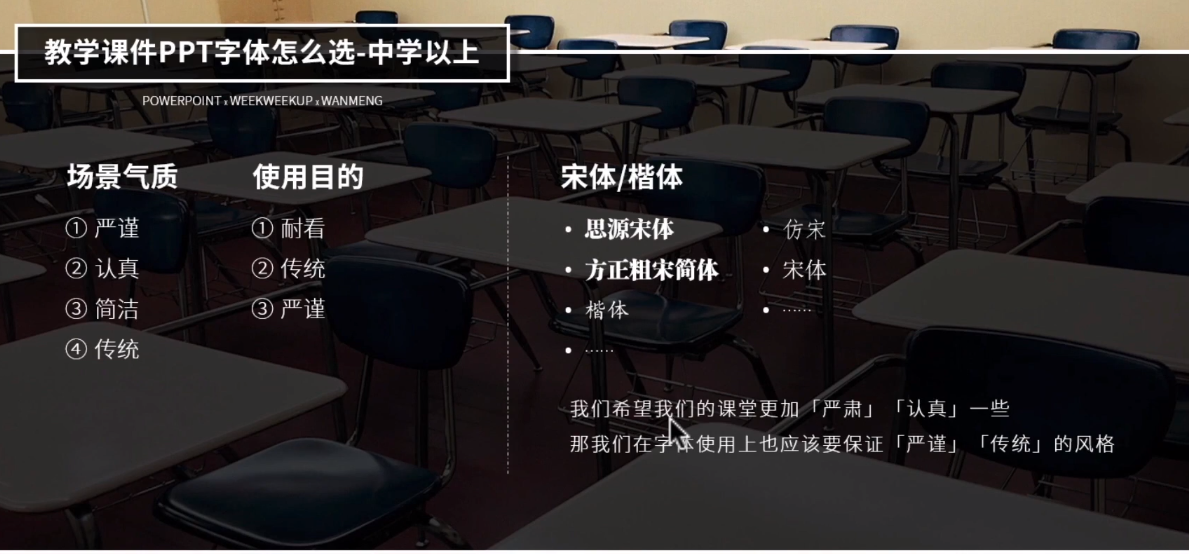 教学课件PPT字体怎么选-中学以上
POWERPOINT x WEEKWEEKUP x WANMENG
场景气质
① 严谨
② 认真
③ 简洁
④ 传统
使用目的
① 耐看
② 传统
③ 严谨
宋体/楷体
• 思源宋体
• 方正粗宋简体
• 楷体
• ……
• 仿宋
• 宋体
• ……
我们希望我们的课堂更加「严肃」「认真」一些
那我们在字体使用上也应该要保证「严谨」「传统」的风格